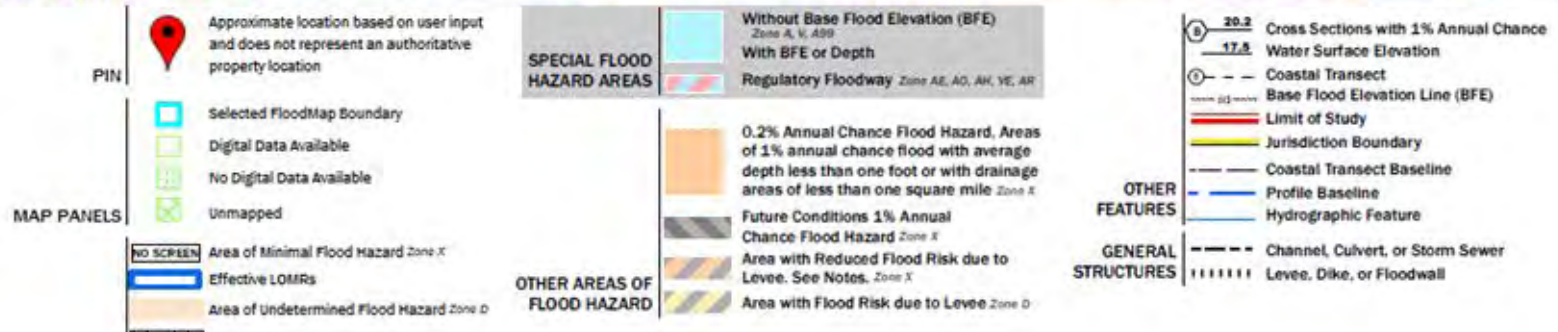 PIN
Approximate location based on user input
and does not represent an authoritative
property location
MAP PANELS
Selected FloodMap Boundary
Digital Data Available
No Digital Data Available
Unmapped
NO SCREEN Area of Minimal Flood Hazard Zone X
Effective LOMRs
Area of Undetermined Flood Hazard Zone D
SPECIAL FLOOD
HAZARD AREAS
Without Base Flood Elevation (BFE)
Zone A, V, A99
With BFE or Depth
Regulatory Floodway Zone AE, AO, AH, VE, AR
OTHER AREAS OF
FLOOD HAZARD
0.2% Annual Chance Flood Hazard, Areas
of 1% annual chance flood with average
depth less than one foot or with drainage
areas of less than one square mile Zone X
Future Conditions 1% Annual
Chance Flood Hazard Zone X
Area with Reduced Flood Risk due to
Levee. See Notes. Zone X
Area with Flood Risk due to Levee Zone D
OTHER
FEATURES
B 20.2 Cross Sections with 1% Annual Chance
17.5 Water Surface Elevation
Coastal Transect
Base Flood Elevation Line (BFE)
Limit of Study
Jurisdiction Boundary
Coastal Transect Baseline
Profile Baseline
Hydrographic Feature
GENERAL
STRUCTURES
Channel, Culvert, or Storm Sewer
Levee, Dike, or Floodwall